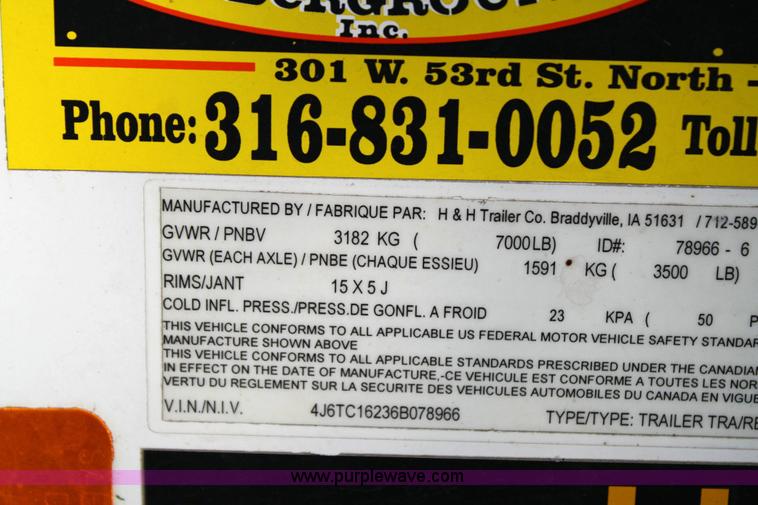 Inc.
301 W. 53rd St. North -
Phone: 316-831-0052 Toll
MANUFACTURED BY / FABRIQUE PAR: H & H Trailer Co. Braddyville, IA 51631 / 712-589
GVWR / PNBV 3182 KG ( 7000LB) ID#: 78966 - 6
GVWR (EACH AXLE) / PNBE (CHAQUE ESSIEU) 1591 KG ( 3500 LB)
RIMS/JANT 15 X 5 J
COLD INFL. PRESS./PRESS.DE GONFL. A FROID 23 KPA ( 50 P
THIS VEHICLE CONFORMS TO ALL APPLICABLE US FEDERAL MOTOR VEHICLE SAFETY STANDAR
MANUFACTURE SHOWN ABOVE
THIS VEHICLE CONFORMS TO ALL APPLICABLE STANDARDS PRESCRIBED UNDER THE CANADIAN
IN EFFECT ON THE DATE OF MANUFACTURE,-CE VEHICULE EST CONFORME A TOUTES LES NOR
VERTU DU REGLEMENT SUR LA SECURITE DES VEHICULES AUTOMOBILES DU CANADA EN VIGUE
V.I.N./N.I.V. 4J6TC16236B078966 TYPE/TYPE: TRAILER TRA/RE
www.purplewave.com